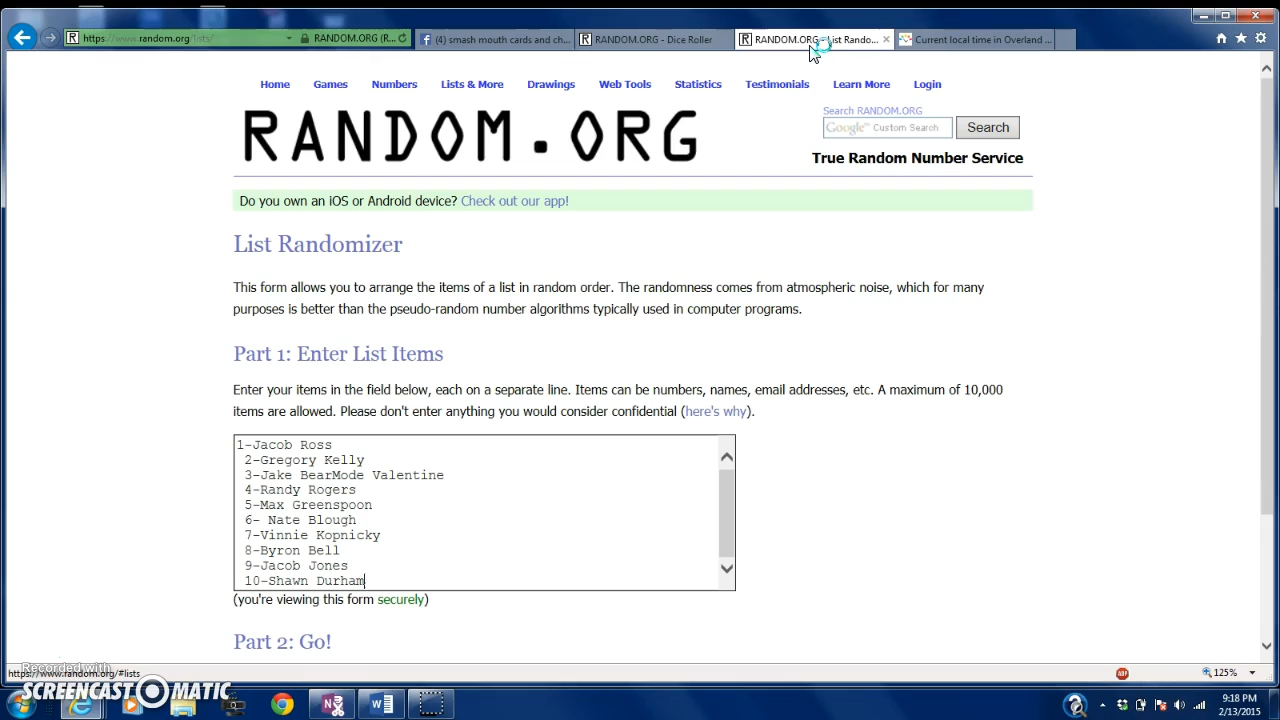 https://www.random.org/lists/
RANDOM.ORG (R...
(4) smash mouth cards and ch...
RANDOM.ORG - Dice Roller
RANDOM.ORG - List Rando...
Current local time in Overland ...
Home Games Numbers Lists & More Drawings Web Tools Statistics Testimonials Learn More Login
RANDOM.ORG
Search RANDOM.ORG
Google™ Custom Search
Search
True Random Number Service
Do you own an iOS or Android device? Check out our app!
List Randomizer
This form allows you to arrange the items of a list in random order. The randomness comes from atmospheric noise, which for many
purposes is better than the pseudo-random number algorithms typically used in computer programs.
Part 1: Enter List Items
Enter your items in the field below, each on a separate line. Items can be numbers, names, email addresses, etc. A maximum of 10,000
items are allowed. Please don't enter anything you would consider confidential (here's why).
1-Jacob Ross
2-Gregory Kelly
3-Jake BearMode Valentine
4-Randy Rogers
5-Max Greenspoon
6- Nate Blough
7-Vinnie Kopnicky
8-Byron Bell
9-Jacob Jones
10-Shawn Durham
(you're viewing this form securely)
Part 2: Go!
Recorded with
https://www.random.org/#lists
ABP
125%
SCREENCAST-O-MATIC
9:18 PM
2/13/2015